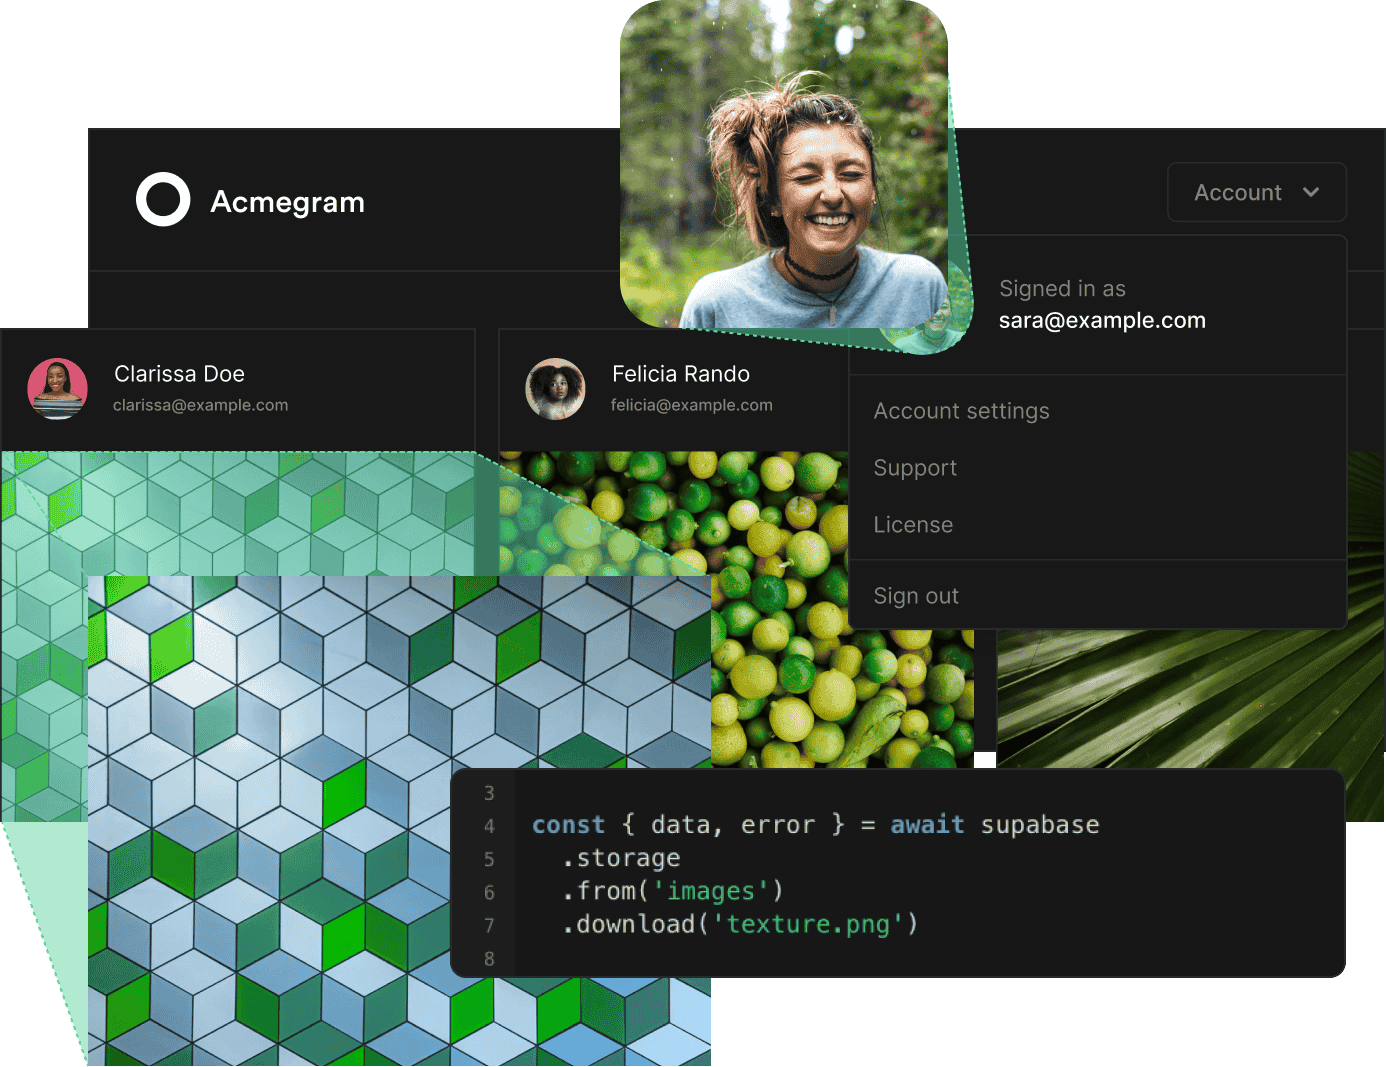 Acmegram
Account
Signed in as
sara@example.com
Clarissa Doe
clarissa@example.com
Felicia Rando
felicia@example.com
Account settings
Support
License
Sign out
3
4 const { data, error } = await supabase
5 .storage
6 .from('images')
7 .download('texture.png')
8